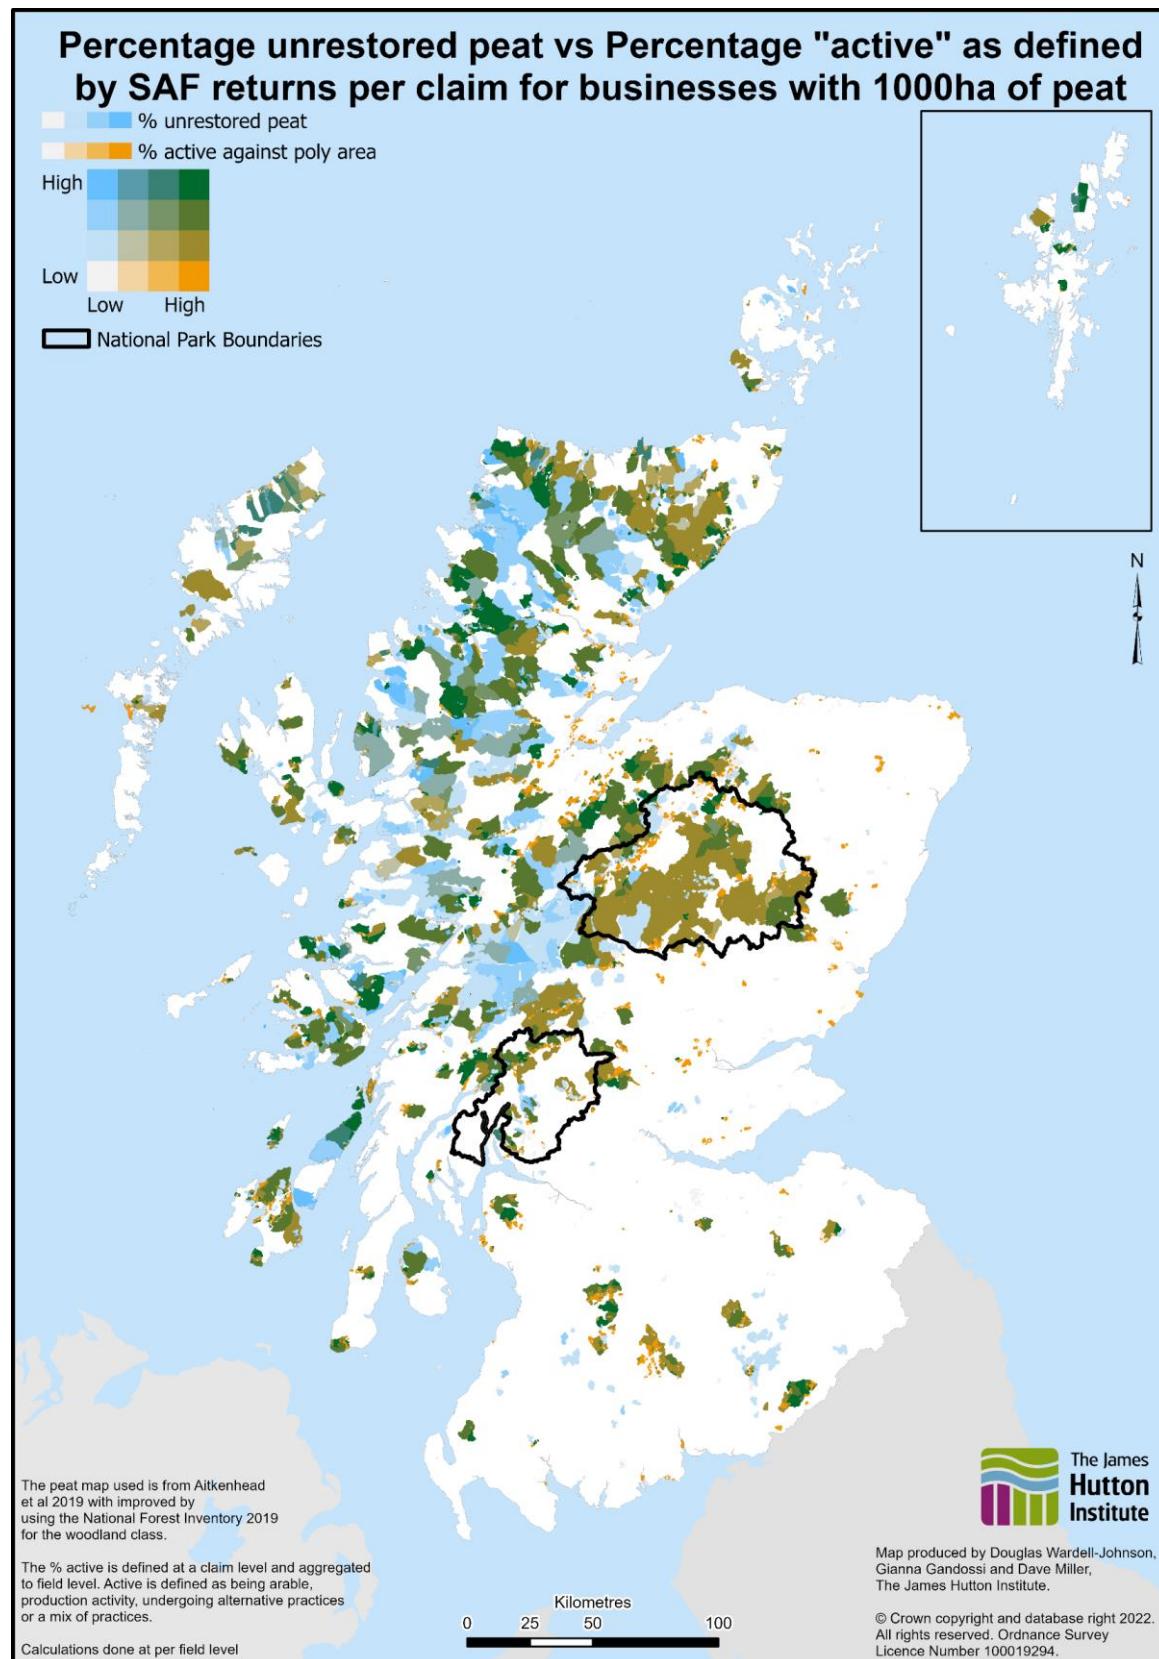 Percentage unrestored peat vs Percentage "active" as defined
by SAF returns per claim for businesses with 1000ha of peat
% unrestored peat
% active against poly area
High
Low
Low High
National Park Boundaries
N
The peat map used is from Aitkenhead
et al 2019 with improved by
using the National Forest Inventory 2019
for the woodland class.
The % active is defined at a claim level and aggregated
to field level. Active is defined as being arable,
production activity, undergoing alternative practices
or a mix of practices.
Calculations done at per field level
Kilometres
0 25 50 100
The James
Hutton
Institute
Map produced by Douglas Wardell-Johnson,
Gianna Gandossi and Dave Miller,
The James Hutton Institute.
© Crown copyright and database right 2022.
All rights reserved. Ordnance Survey
Licence Number 100019294.